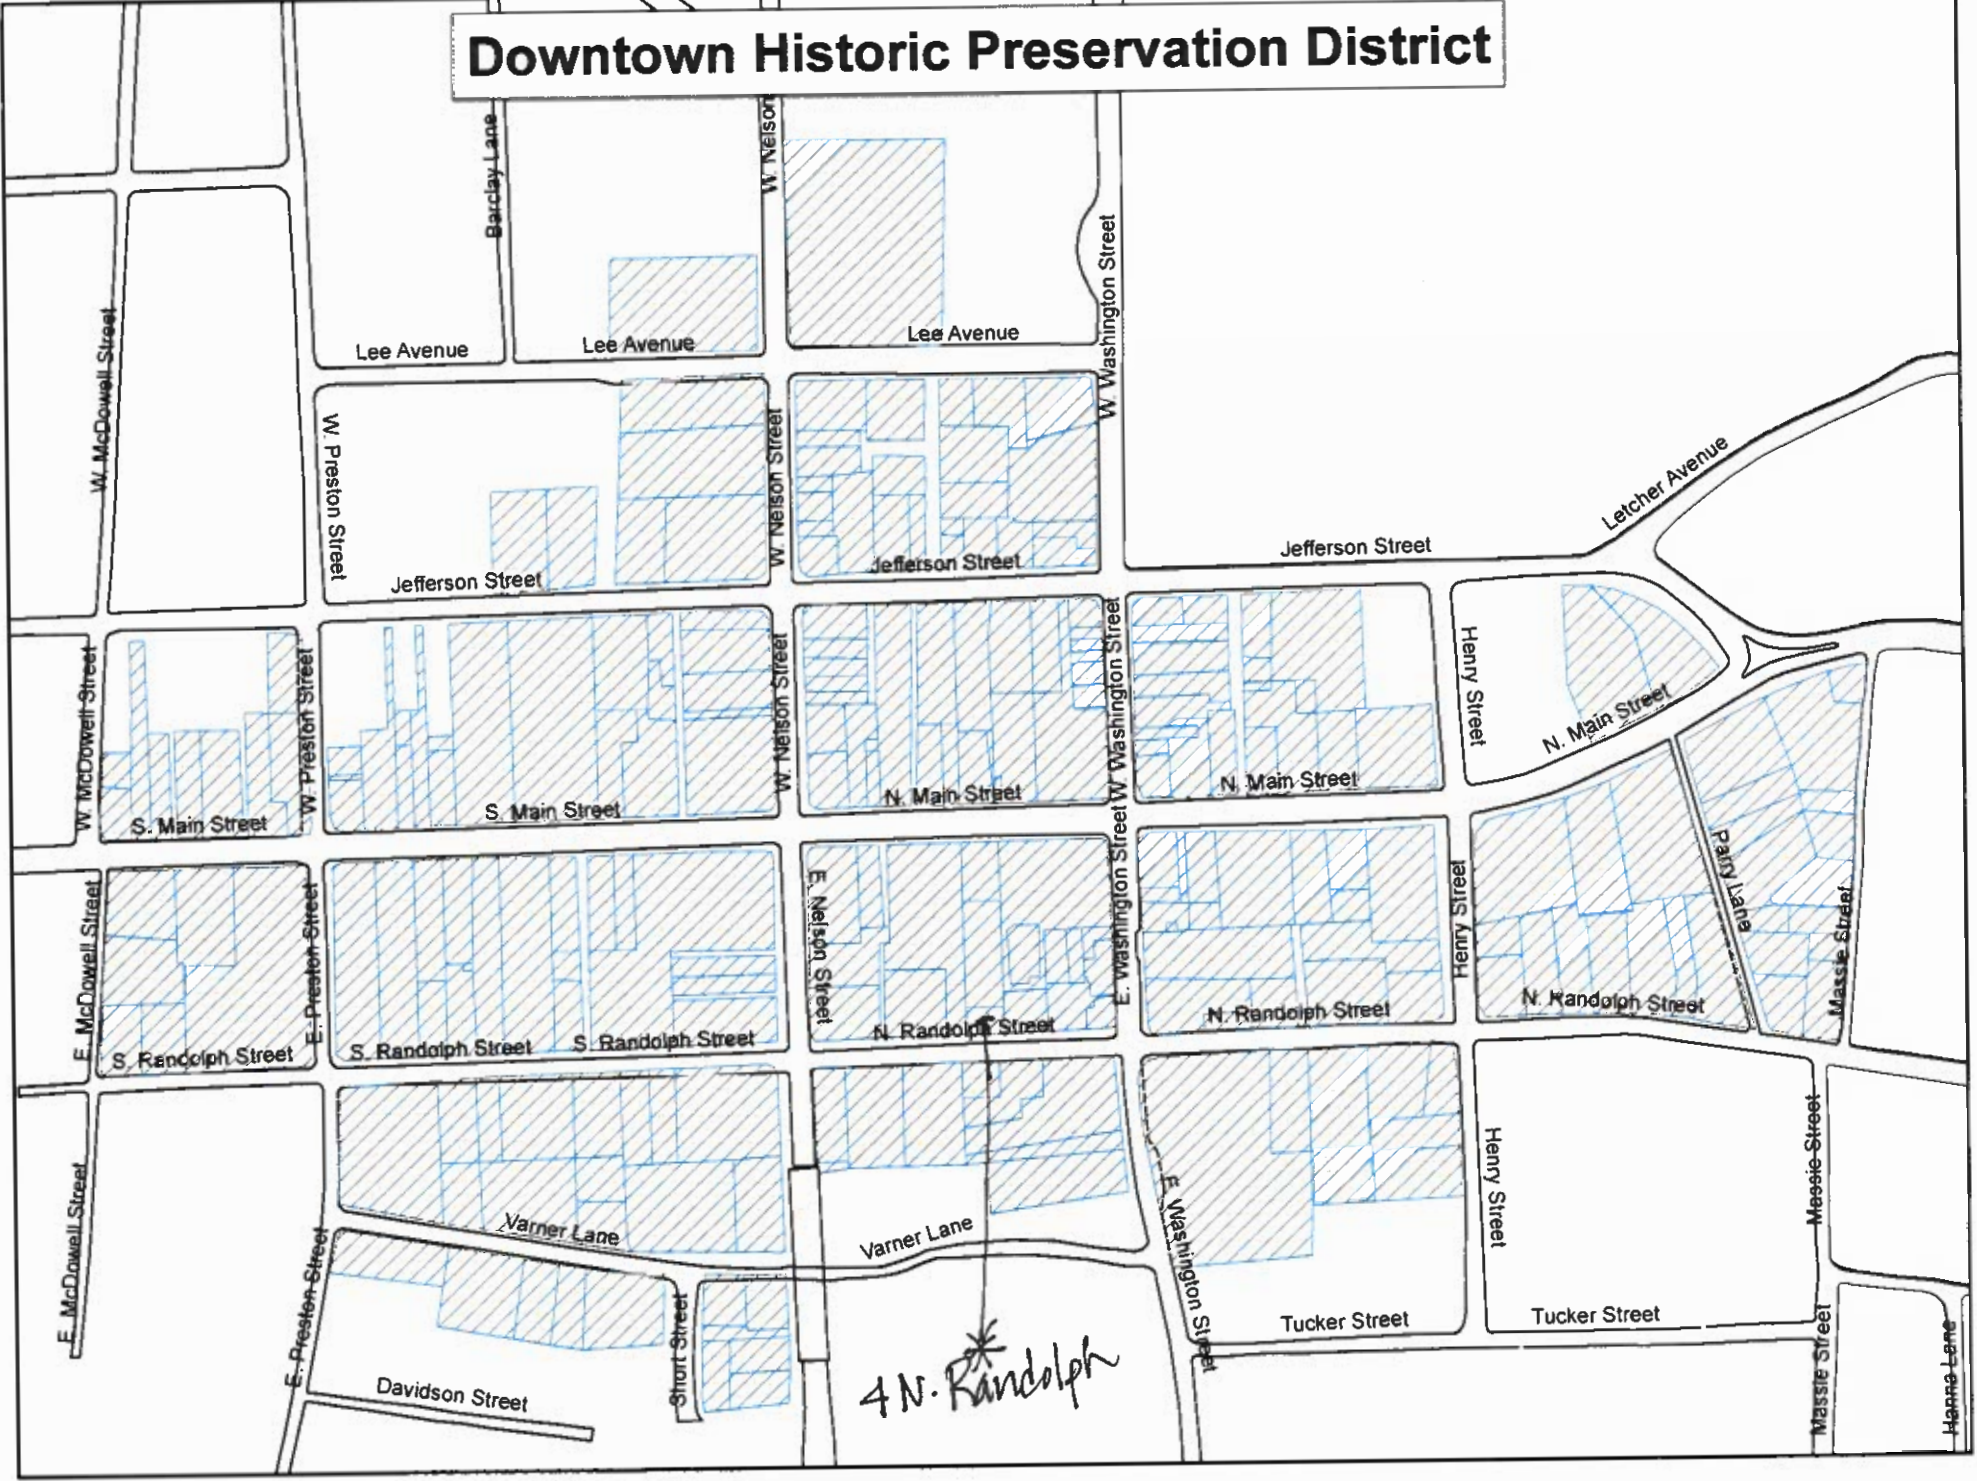 Downtown Historic Preservation District
Barclay Lane
W. Nelson
W. Washington Street
W. McDowell Street
Lee Avenue
Lee Avenue
Lee Avenue
W. Preston Street
W. Nelson Street
Letcher Avenue
Jefferson Street
Jefferson Street
Jefferson Street
W. McDowell Street
W. Preston Street
W. Nelson Street
W. Washington Street
Henry Street
N. Main Street
S. Main Street
S. Main Street
N. Main Street
N. Main Street
E. McDowell Street
E. Preston Street
E. Nelson Street
E. Washington Street
Henry Street
Parry Lane
Massie Street
S. Randolph Street
S. Randolph Street
S. Randolph Street
N. Randolph Street
N. Randolph Street
N. Randolph Street
E. McDowell Street
E. Preston Street
Varner Lane
Varner Lane
E. Washington Street
Henry Street
Massie Street
Short Street
Tucker Street
Tucker Street
Davidson Street
4 N. Randolph
Massie Street
Hanna Lane